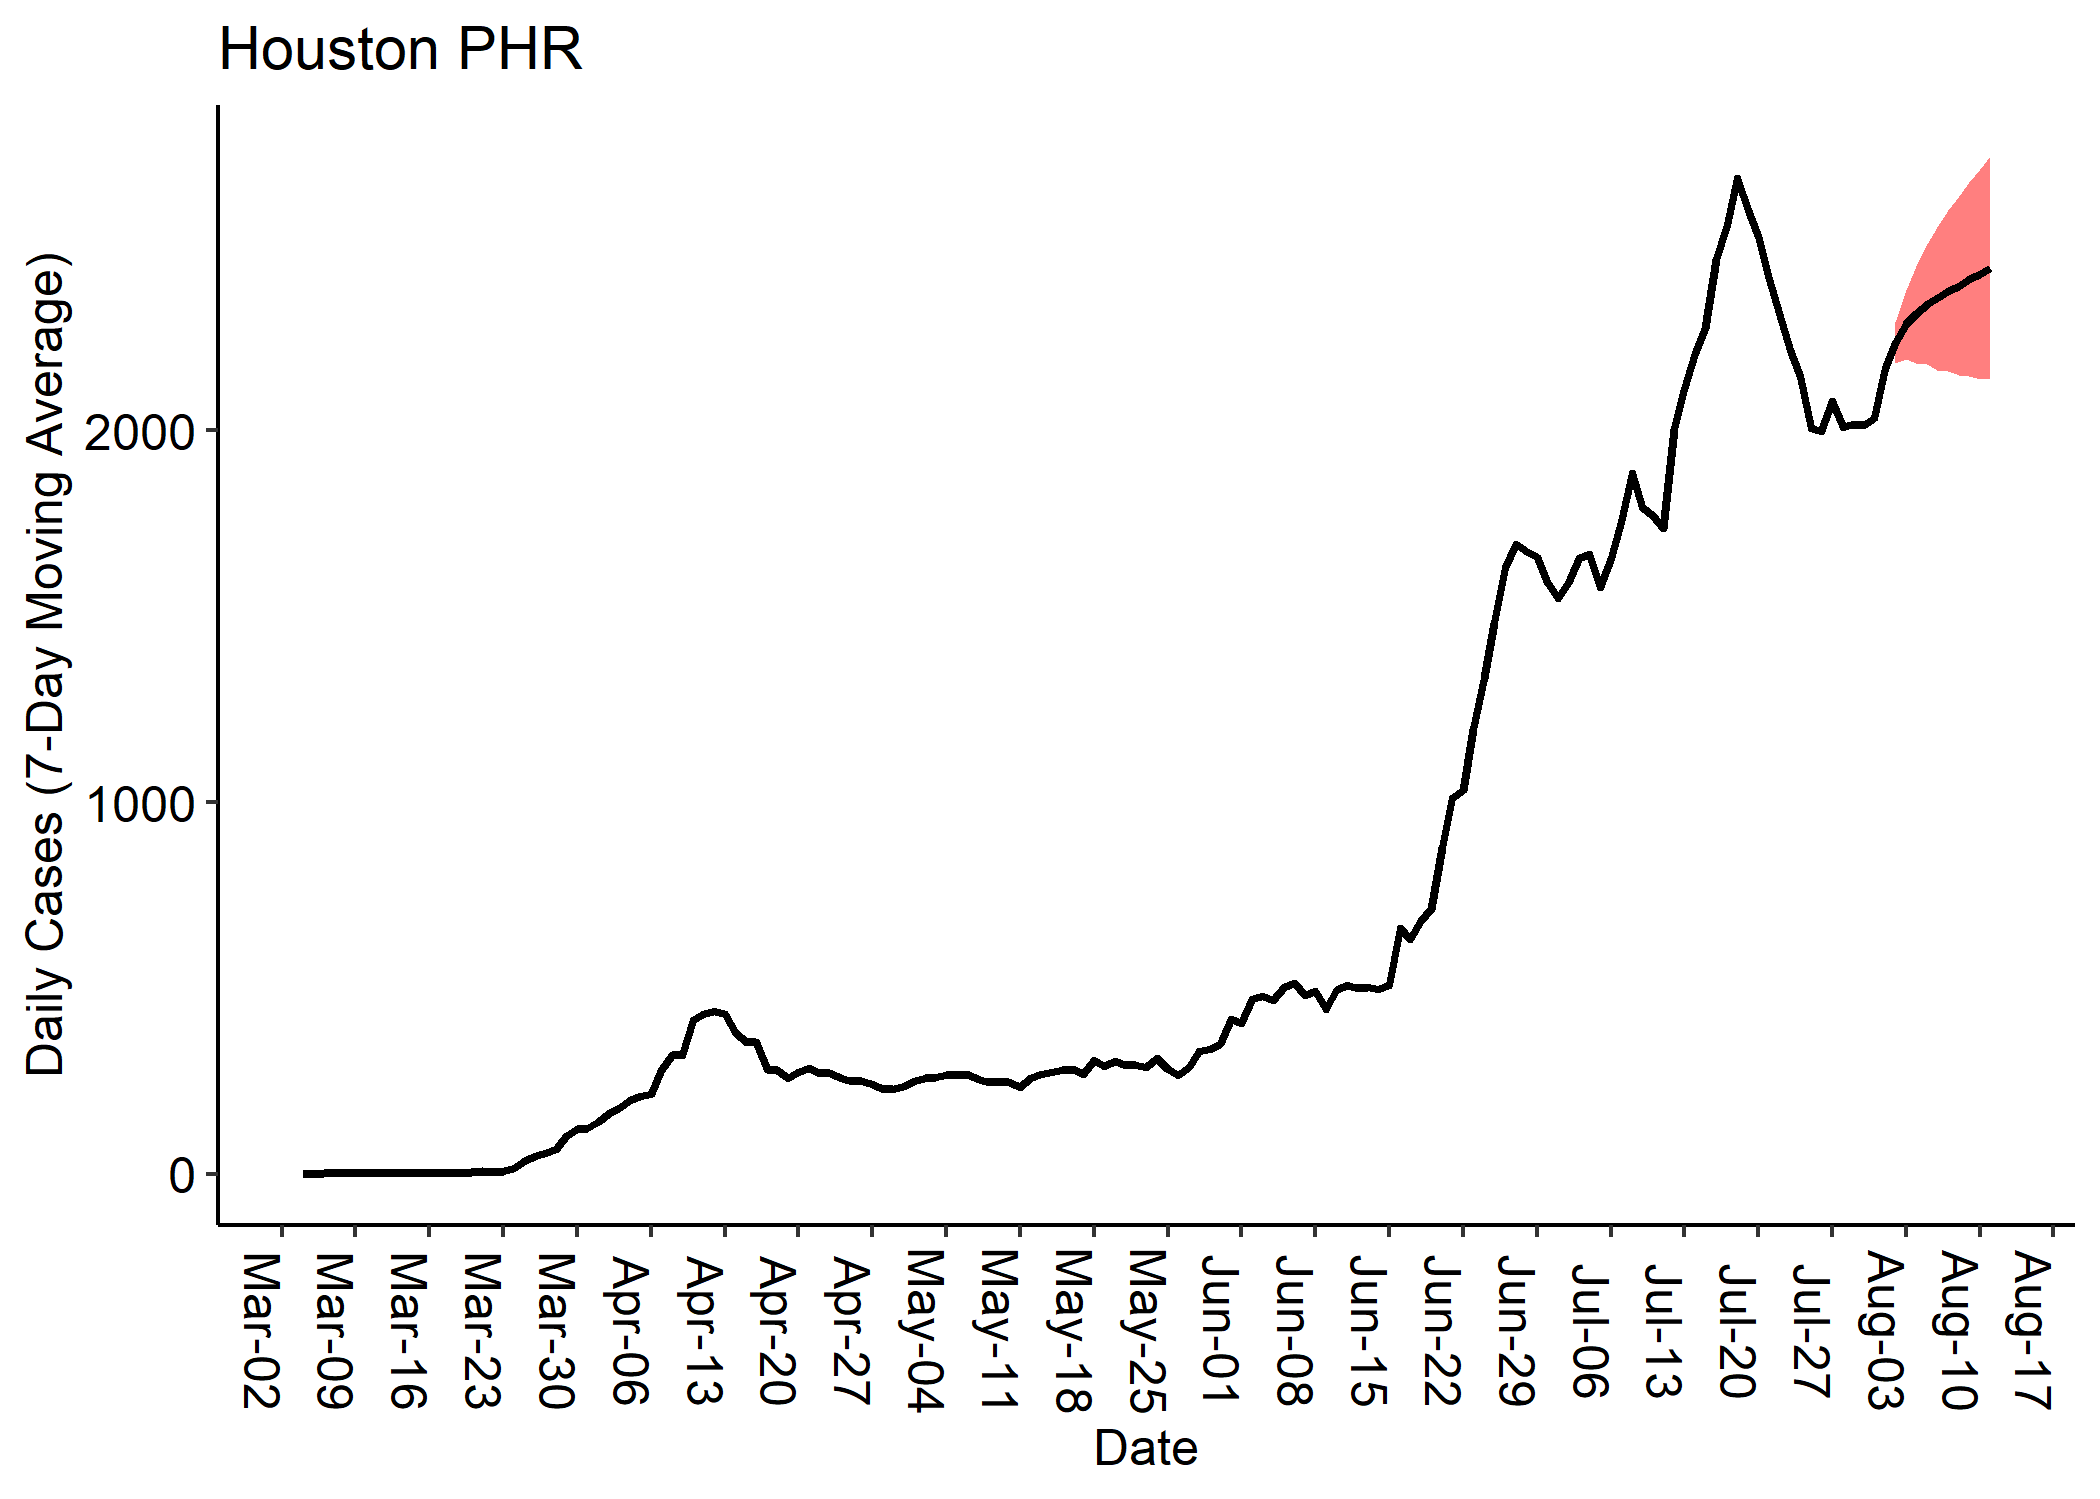 Houston PHR
Daily Cases (7-Day Moving Average)
2000
1000
0
Mar-02
Mar-09
Mar-16
Mar-23
Mar-30
Apr-06
Apr-13
Apr-20
Apr-27
May-04
May-11
May-18
May-25
Jun-01
Jun-08
Jun-15
Jun-22
Jun-29
Jul-06
Jul-13
Jul-20
Jul-27
Aug-03
Aug-10
Aug-17
Date